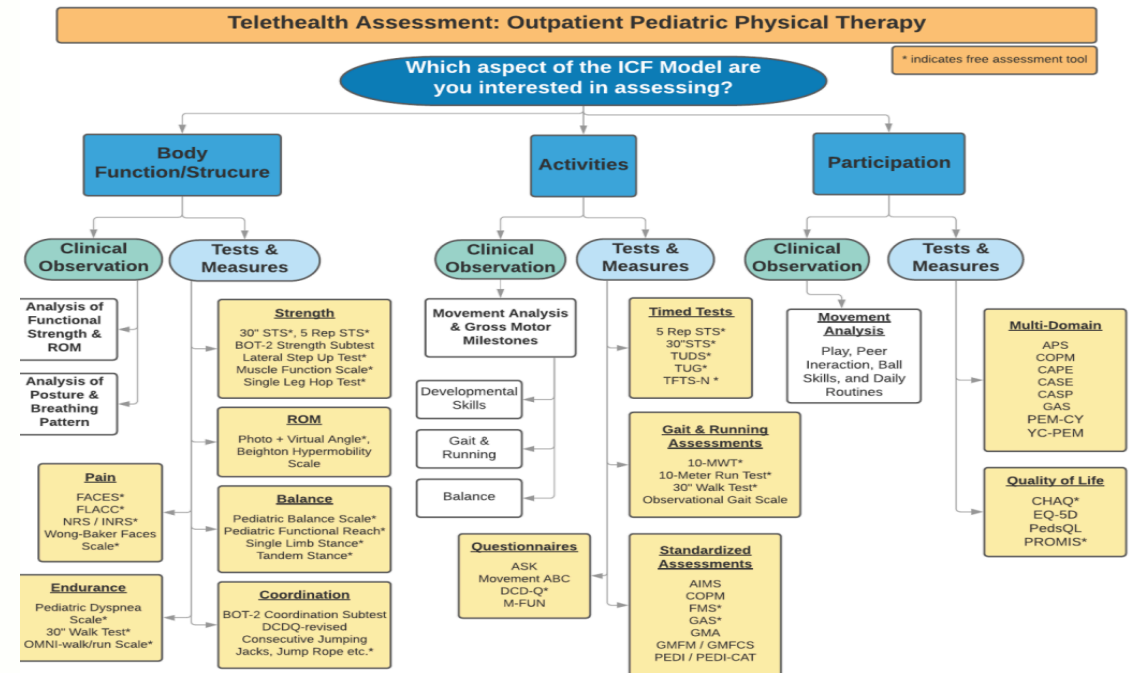 Telethealth Assessment: Outpatient Pediatric Physical Therapy
* indicates free assessment tool
Which aspect of the ICF Model are
you interested in assessing?
Body
Function/Strucure
Activities
Participation
Clinical
Observation
Tests &
Measures
Clinical
Observation
Tests &
Measures
Clinical
Observation
Tests &
Measures
Analysis of
Functional
Strength &
ROM
Analysis of
Posture &
Breathing
Pattern
Pain
FACES*
FLACC*
NRS / INRS*
Wong-Baker Faces
Scale*
Endurance
Pediatric Dyspnea
Scale*
30" Walk Test*
OMNI-walk/run Scale*
Strength
30" STS*, 5 Rep STS*
BOT-2 Strength Subtest
Lateral Step Up Test*
Muscle Function Scale*
Single Leg Hop Test*
ROM
Photo + Virtual Angle*,
Beighton Hypermobility
Scale
Balance
Pediatric Balance Scale*
Pediatric Functional Reach*
Single Limb Stance*
Tandem Stance*
Coordination
BOT-2 Coordination Subtest
DCDQ-revised
Consecutive Jumping
Jacks, Jump Rope etc.*
Movement Analysis
& Gross Motor
Milestones
Developmental
Skills
Gait &
Running
Balance
Questionnaires
ASK
Movement ABC
DCD-Q*
M-FUN
Timed Tests
5 Rep STS*
30"STS*
TUDS*
TUG*
TFTS-N *
Gait & Running
Assessments
10-MWT*
10-Meter Run Test*
30" Walk Test*
Observational Gait Scale
Standardized
Assessments
AIMS
COPM
FMS*
GAS*
GMA
GMFM / GMFCS
PEDI / PEDI-CAT
Movement
Analysis
Play, Peer
Ineraction, Ball
Skills, and Daily
Routines
Multi-Domain
APS
COPM
CAPE
CASE
CASP
GAS
PEM-CY
YC-PEM
Quality of Life
CHAQ*
EQ-5D
PedsQL
PROMIS*